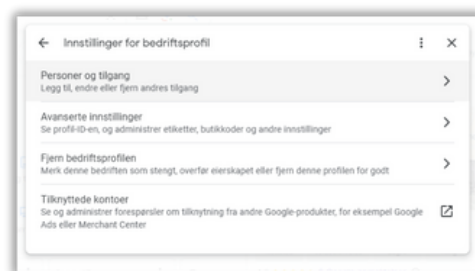 Innstillinger for bedriftsprofil
Personer og tilgang
Legg til, endre eller fjern andres tilgang
Avanserte innstillinger
Se profil-ID-en, og administrer etiketter, butikkoder og andre innstillinger
Fjern bedriftsprofilen
Merk denne bedriften som stengt, overfør eierskapet eller fjern denne profilen for godt
Tilknyttede kontoer
Se og administrer forespørsler om tilknytning fra andre Google-produkter, for eksempel Google
Ads eller Merchant Center